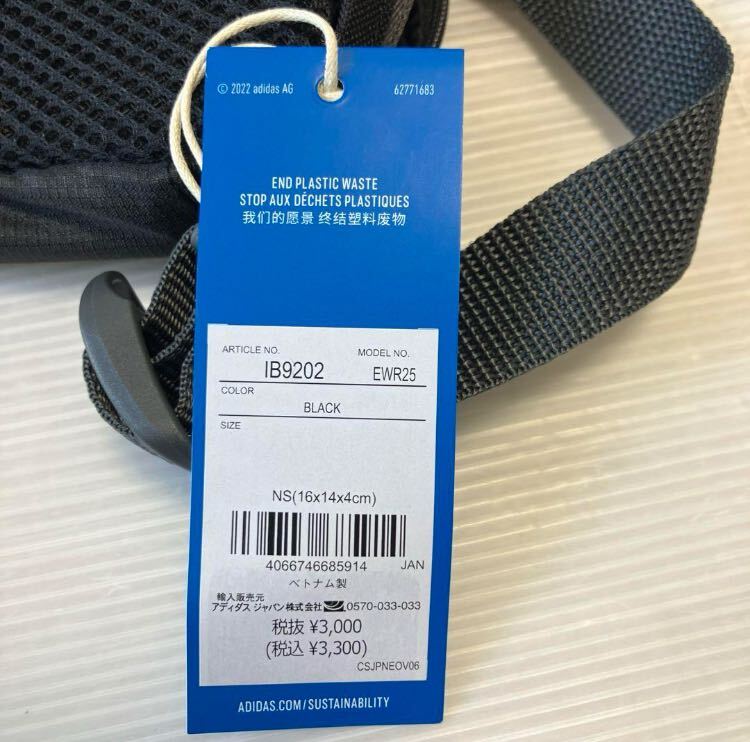 © 2022 adidas AG 62771683
END PLASTIC WASTE
STOP AUX DÉCHETS PLASTIQUES
我们的愿景 终结塑料废物
ARTICLE NO. MODEL NO.
IB9202 EWR25
COLOR
BLACK
SIZE
NS(16x14x4cm)
4066746685914 JAN
ベトナム製
輸入販売元
アディダス ジャパン株式会社 0570-033-033
税抜 ¥3,000
(税込 ¥3,300)
CSJPNEOV06
ADIDAS.COM/SUSTAINABILITY